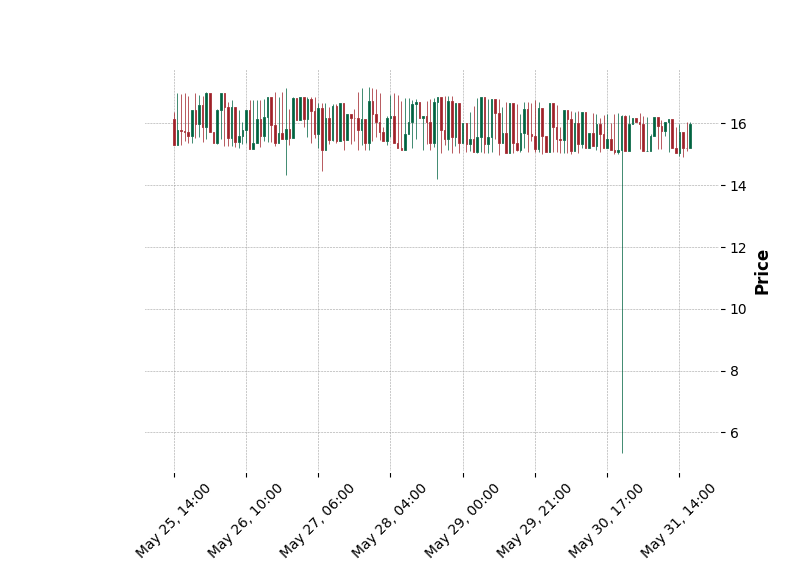 16
14
12
10
8
6
Price
May 25, 14:00
May 26, 10:00
May 27, 06:00
May 28, 04:00
May 29, 00:00
May 29, 21:00
May 30, 17:00
May 31, 14:00